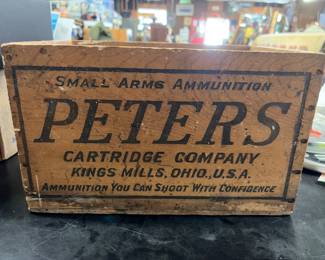 SMALL ARMS AMMUNITION
PETERS
CARTRIDGE COMPANY
KINGS MILLS, OHIO, U.S.A.
AMMUNITION YOU CAN SHOOT WITH CONFIDENCE